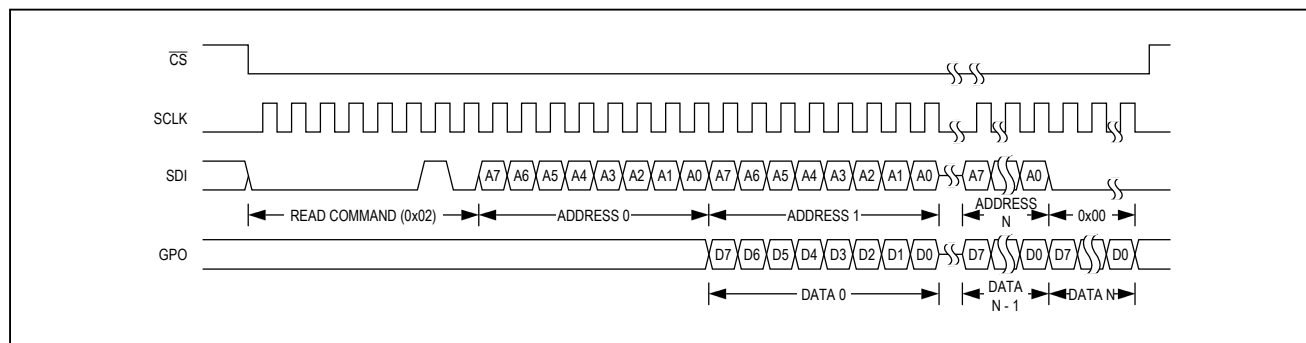 CS
SCLK
SDI A7 A6 A5 A4 A3 A2 A1 A0 A7 A6 A5 A4 A3 A2 A1 A0 A7 A0
READ COMMAND (0x02) ADDRESS 0 ADDRESS 1 ADDRESS N 0x00
GPO D7 D6 D5 D4 D3 D2 D1 D0 D7 D0 D7 D0
DATA 0 DATA N - 1 DATA N